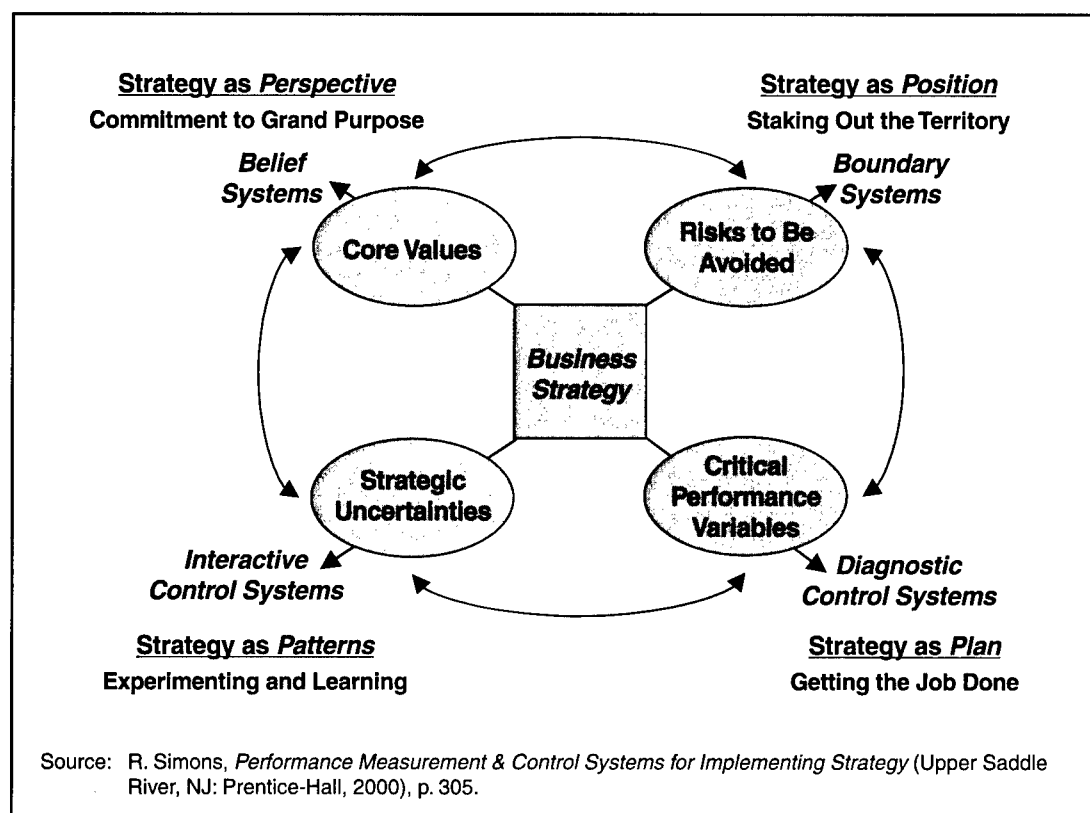 Strategy as Perspective
Commitment to Grand Purpose
Belief
Systems
Core Values
Strategy as Position
Staking Out the Territory
Boundary
Systems
Risks to Be
Avoided
Business
Strategy
Strategic
Uncertainties
Interactive
Control Systems
Strategy as Patterns
Experimenting and Learning
Critical
Performance
Variables
Diagnostic
Control Systems
Strategy as Plan
Getting the Job Done
Source: R. Simons, Performance Measurement & Control Systems for Implementing Strategy (Upper Saddle
River, NJ: Prentice-Hall, 2000), p. 305.